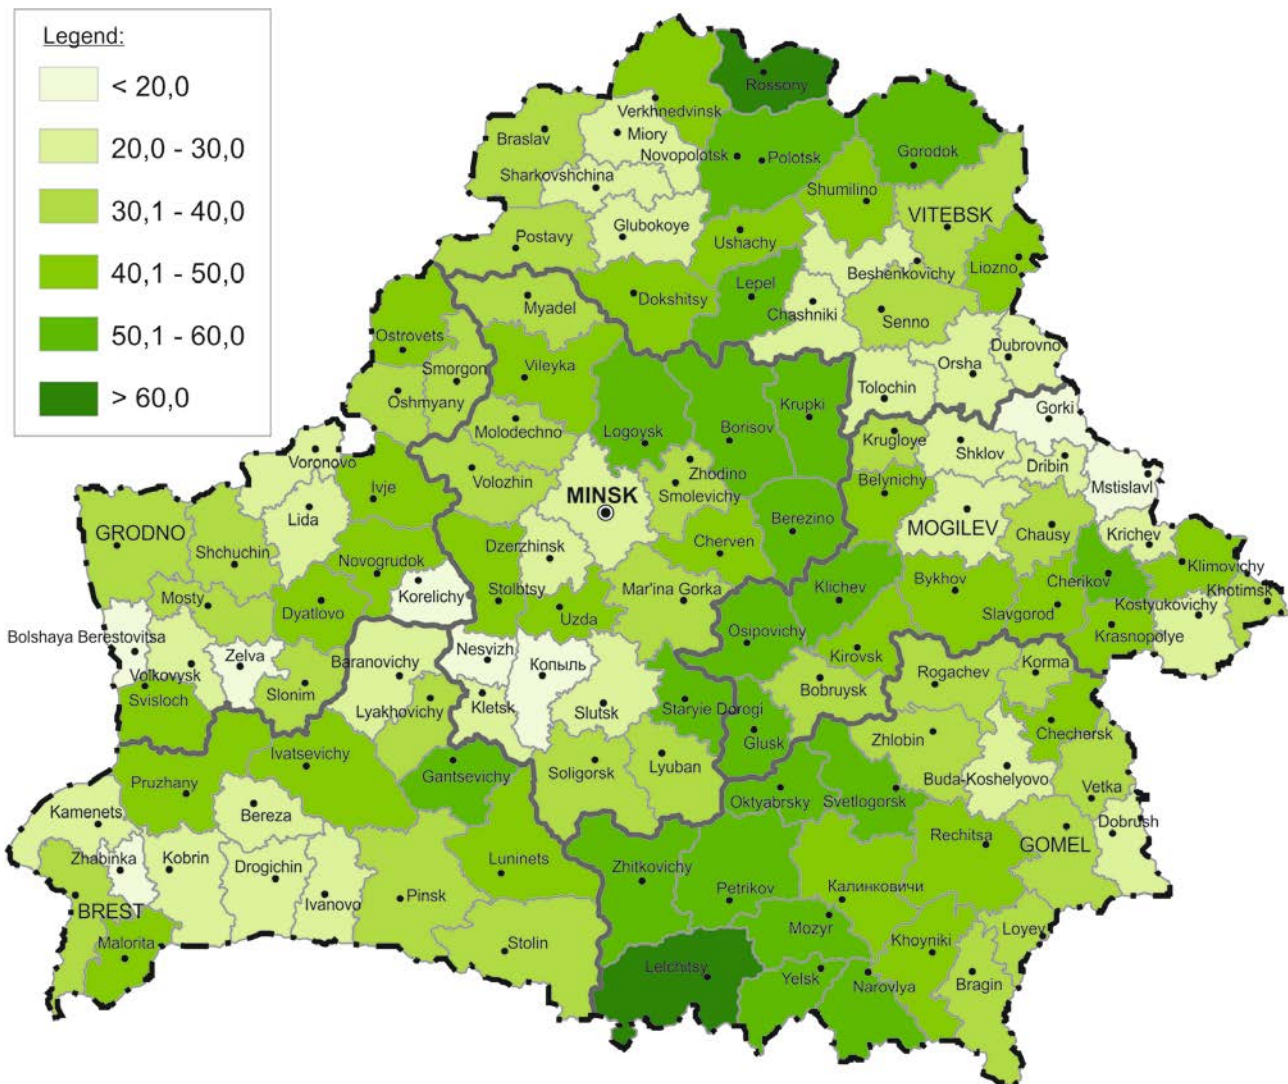 Legend:
< 20,0
20,0 - 30,0
30,1 - 40,0
40,1 - 50,0
50,1 - 60,0
> 60,0
Rossony
Verkhnedvinsk
Braslav
Miory
Novopolotsk
Polotsk
Gorodok
Sharkovshchina
Shumilino
VITEBSK
Glubokoye
Postavy
Ushachy
Liozno
Beshenkovichy
Lepel
Dokshitsy
Myadel
Chashniki
Senno
Ostrovets
Dubrovno
Orsha
Smorgon
Vileyka
Tolochin
Oshmyany
Gorki
Krupki
Molodechno
Logoysk
Borisov
Krugloye
Shklov
Voronovo
Zhodino
Dribin
Volozhin
Belynichy
Mstislavl
Ivje
MINSK
Smolevichy
Lida
Berezino
MOGILEV
GRODNO
Chausy
Krichev
Shchuchin
Dzerzhinsk
Cherven
Novogrudok
Klimovichy
Cherikov
Korelichy
Stolbtsy
Mar'ina Gorka
Klichev
Bykhov
Khotimsk
Mosty
Dyatlovo
Uzda
Slavgorod
Kostyukovichy
Krasnopolye
Bolshaya Berestovitsa
Osipovichy
Kirovsk
Zelva
Baranovichy
Nesvizh
Копыль
Volkovysk
Rogachev
Korma
Svisloch
Slonim
Bobruysk
Lyakhovichy
Kletsk
Slutsk
Staryie Dorogi
Glusk
Chechersk
Zhlobin
Ivatsevichy
Gantsevichy
Soligorsk
Lyuban
Buda-Koshelyovo
Pruzhany
Oktyabrsky
Svetlogorsk
Vetka
Kamenets
Bereza
Dobrush
Rechitsa
GOMEL
Zhabinka
Kobrin
Drogichin
Luninets
Zhitkovichy
Petrikov
Калинковичи
Ivanovo
Pinsk
BREST
Mozyr
Loyev
Malorita
Stolin
Khoyniki
Lelchitsy
Yelsk
Narovlya
Bragin